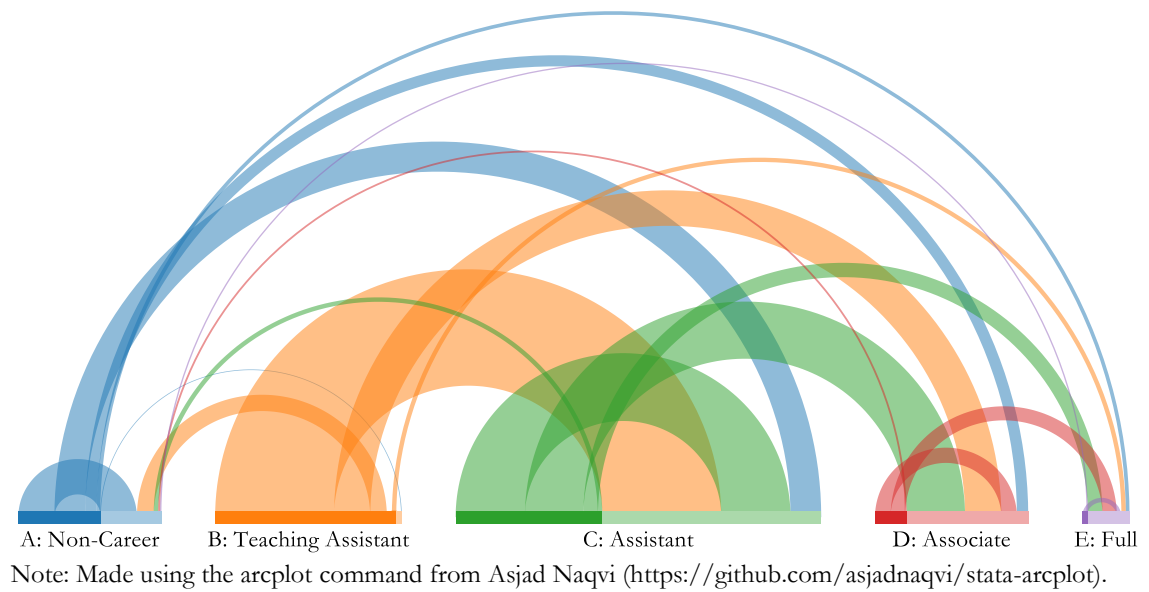 A: Non-Career B: Teaching Assistant C: Assistant D: Associate E: Full
Note: Made using the arcplot command from Asjad Naqvi (https://github.com/asjadnaqvi/stata-arcplot).